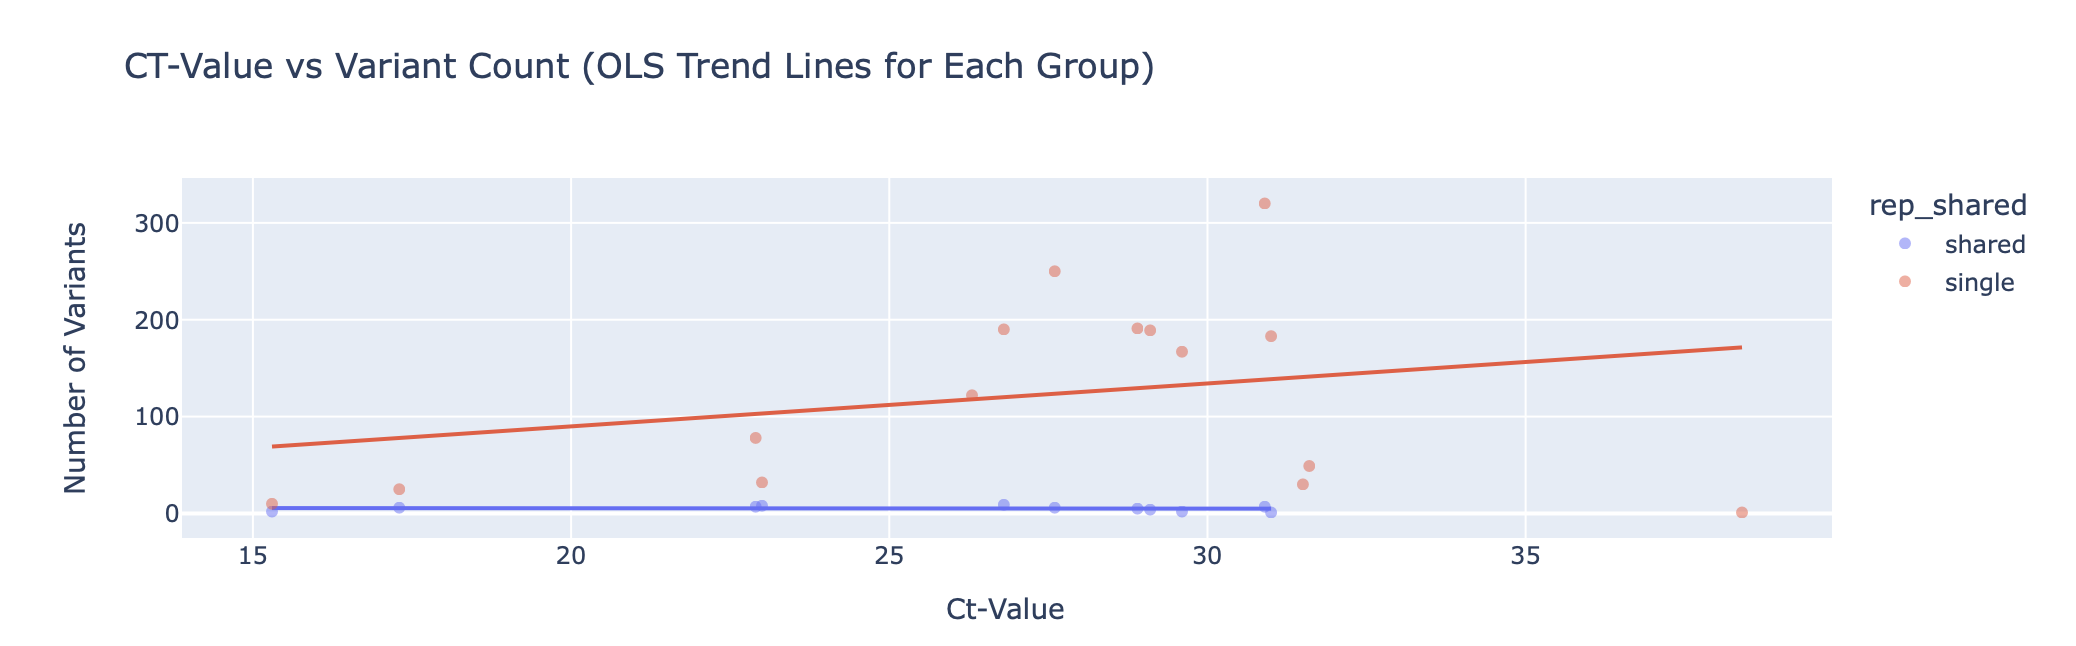 CT-Value vs Variant Count (OLS Trend Lines for Each Group)
Number of Variants
300
200
100
0
15
20
25
30
35
Ct-Value
rep_shared
shared
single